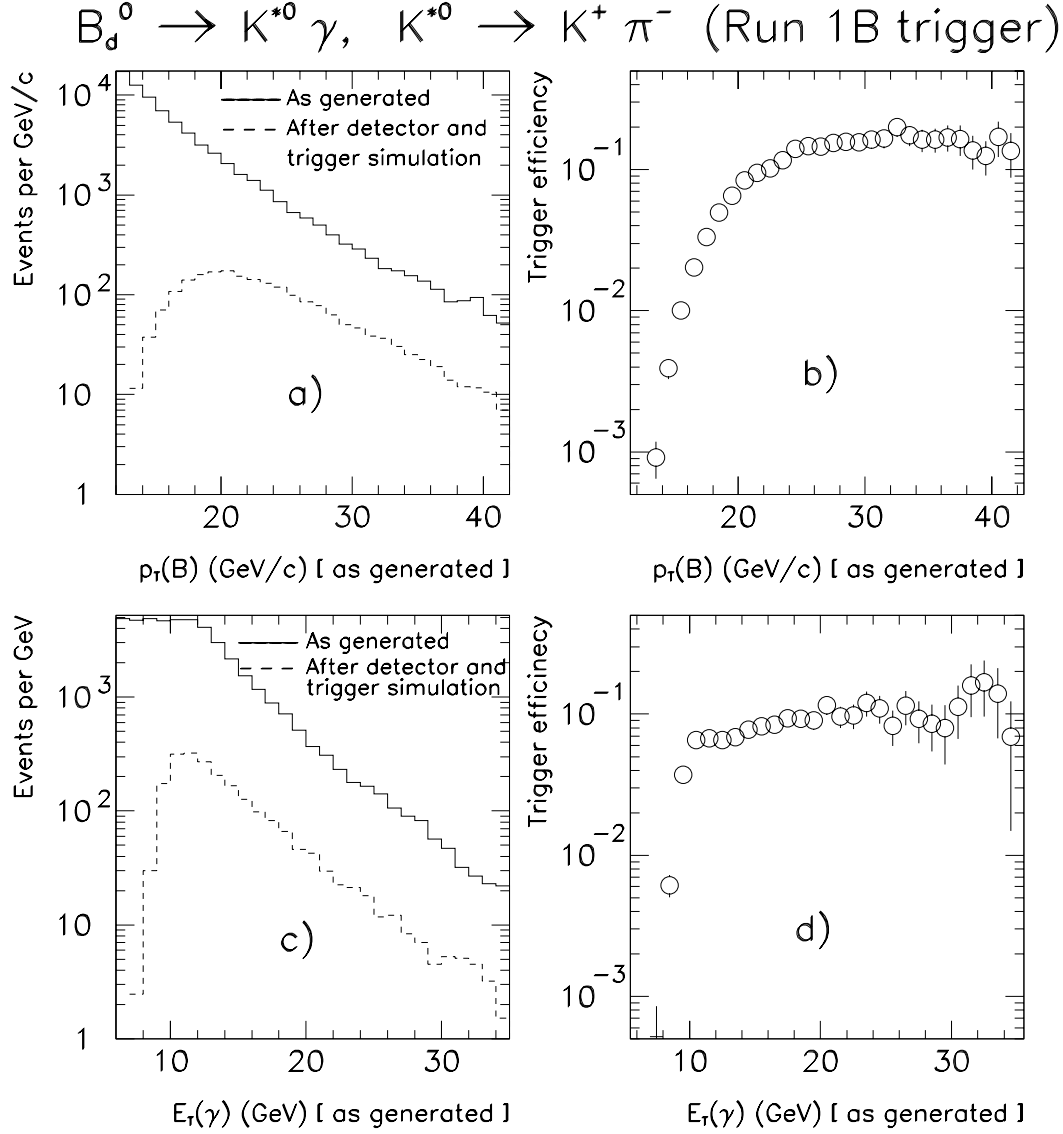 B_d^0 → K^{*0} γ, K^{*0} → K^+ π^- (Run 1B trigger)
Events per GeV/c
10^4
10^3
10^2
10
1
As generated
After detector and
trigger simulation
a)
20 30 40
p_T(B) (GeV/c) [ as generated ]
Trigger efficiency
10^{-1}
10^{-2}
10^{-3}
b)
20 30 40
p_T(B) (GeV/c) [ as generated ]
Events per GeV
10^3
10^2
10
1
As generated
After detector and
trigger simulation
c)
10 20 30
E_T(γ) (GeV) [ as generated ]
Trigger efficinecy
10^{-1}
10^{-2}
10^{-3}
d)
10 20 30
E_T(γ) (GeV) [ as generated ]